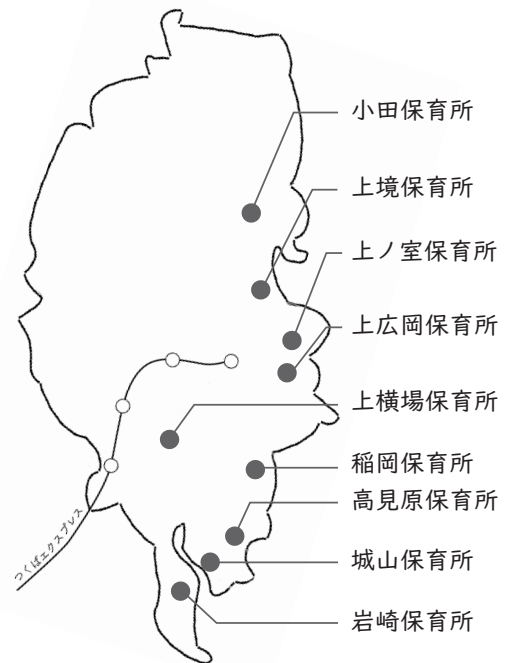 小田保育所
上境保育所
上ノ室保育所
上広岡保育所
上横場保育所
稲岡保育所
高見原保育所
城山保育所
岩崎保育所
つくばエクスプレス